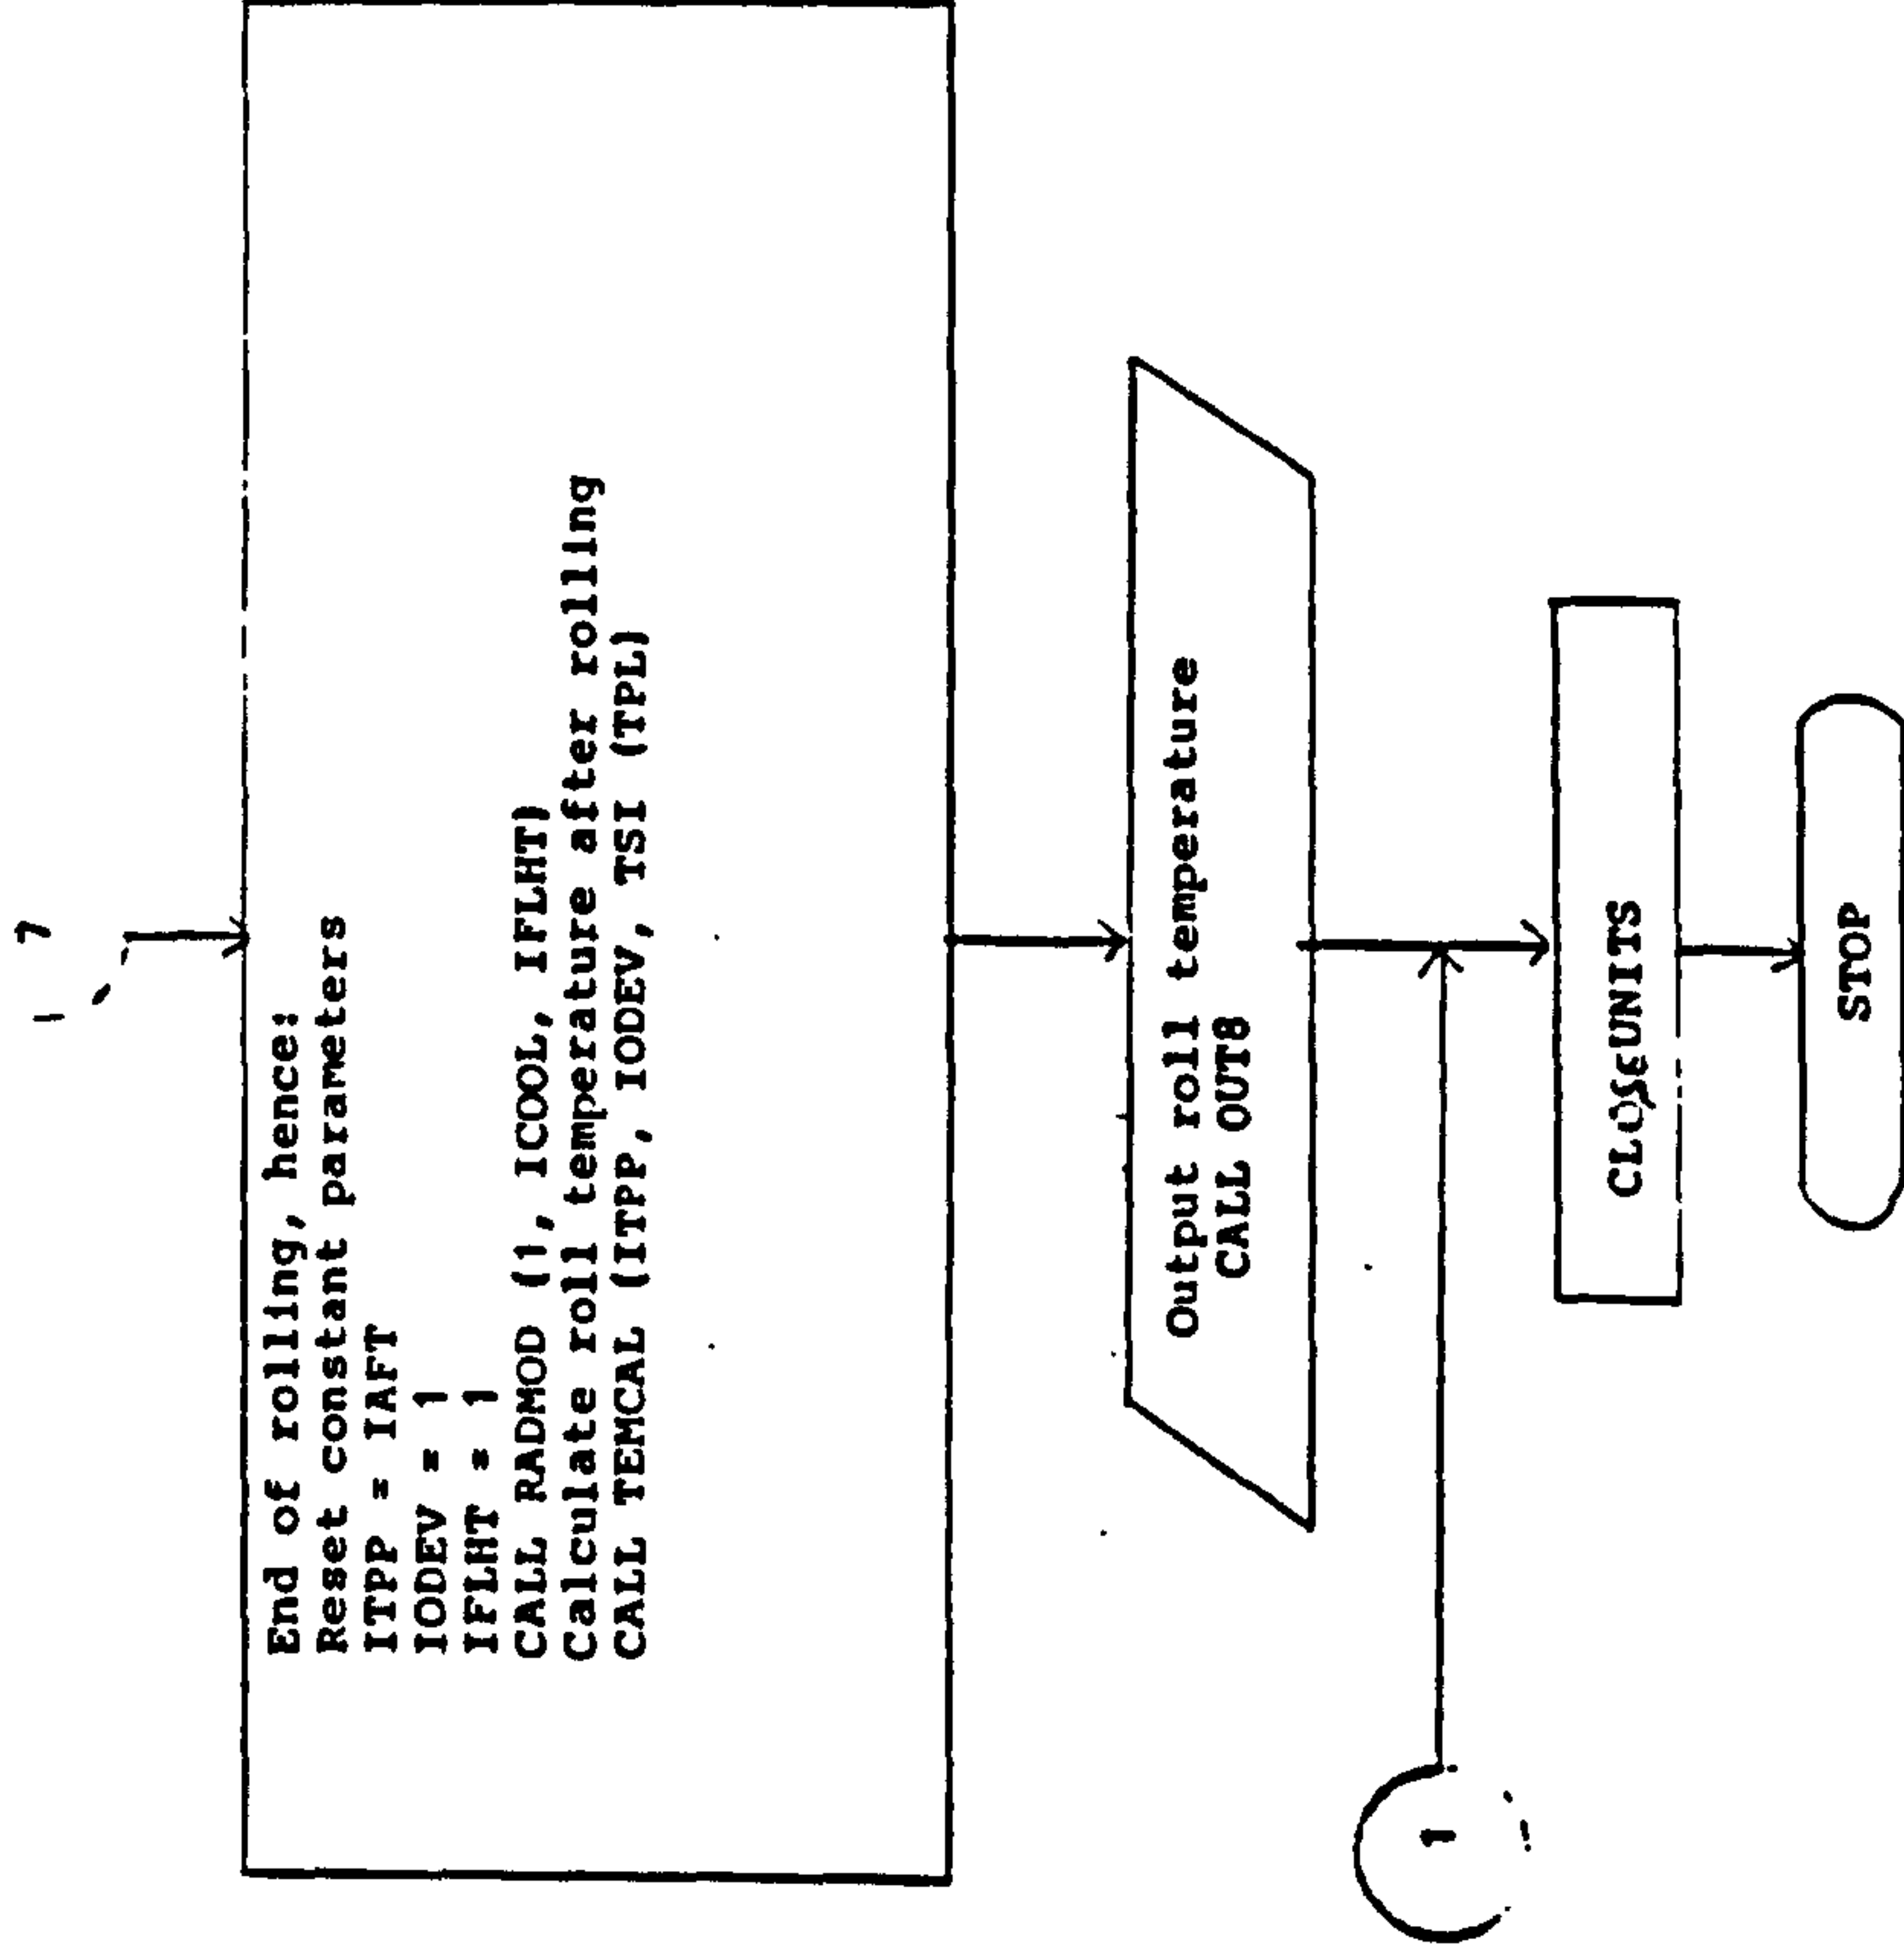 7
End of rolling, hence:
Reset constant parameters
ITPP = IAFT
IODEV = 1
IFLHT = 1
CALL RADMOD (1, ICOOL, IFLHT)
Calculate roll temperature after rolling
CALL TEMCAL (ITPP, IODEV, TSI (TPL)
Output roll temperature
CALL OUT8
1
CLOSEUNITS
STOP